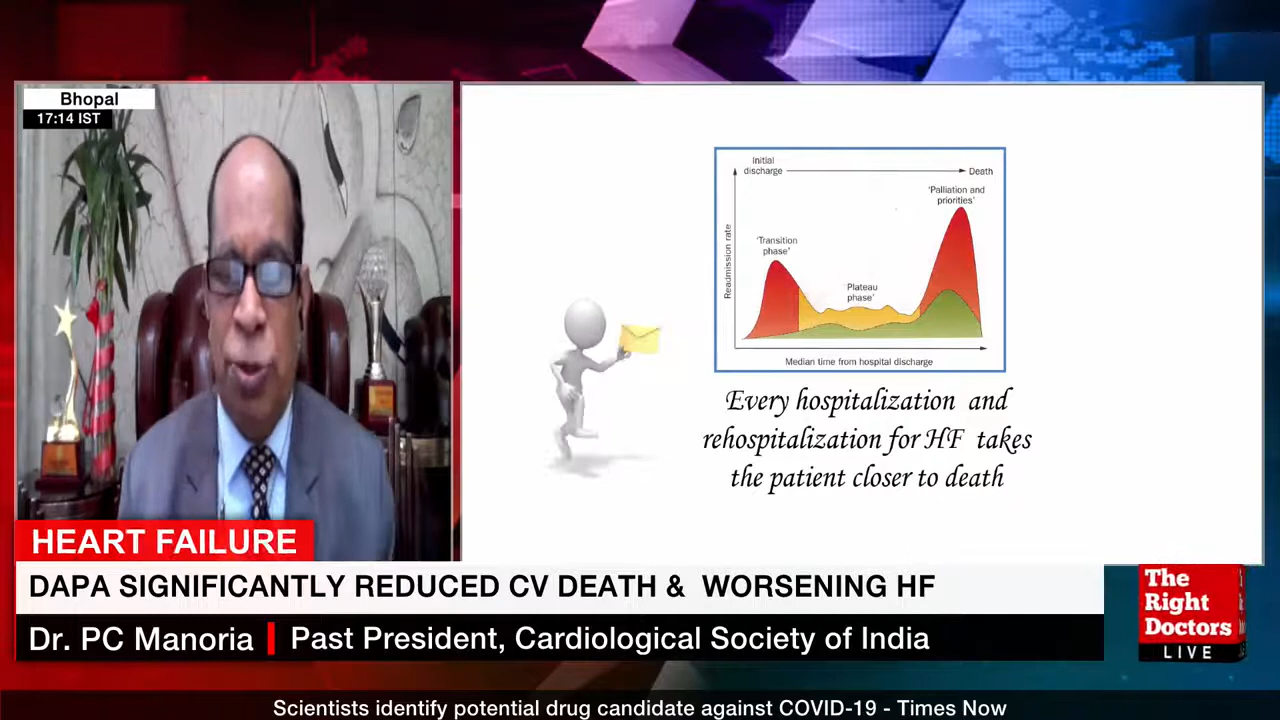 Bhopal
17:14 IST
Initial
discharge
Death
'Palliation and
priorities'
'Transition
phase'
Plateau
phase'
Readmission rate
Median time from hospital discharge
Every hospitalization and
rehospitalization for HF takes
the patient closer to death
HEART FAILURE
DAPA SIGNIFICANTLY REDUCED CV DEATH & WORSENING HF
Dr. PC Manoria | Past President, Cardiological Society of India
The
Right
Doctors
LIVE
Scientists identify potential drug candidate against COVID-19 - Times Now